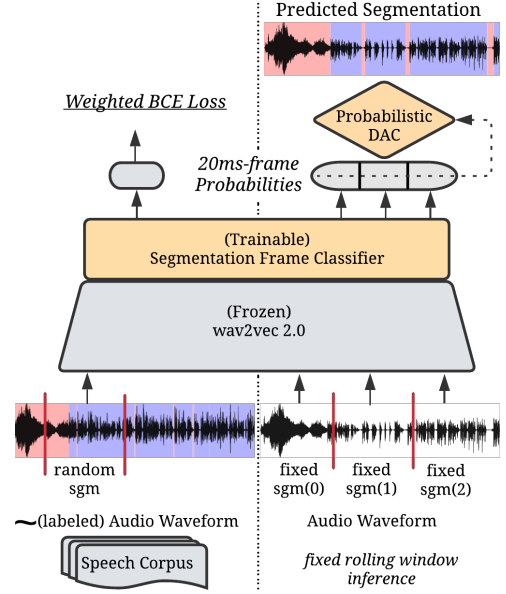 Predicted Segmentation
Weighted BCE Loss
Probabilistic
DAC
20ms-frame
Probabilities
(Trainable)
Segmentation Frame Classifier
(Frozen)
wav2vec 2.0
random
sgm
fixed
sgm(0)
fixed
sgm(1)
fixed
sgm(2)
~(labeled) Audio Waveform
Audio Waveform
Speech Corpus
fixed rolling window
inference